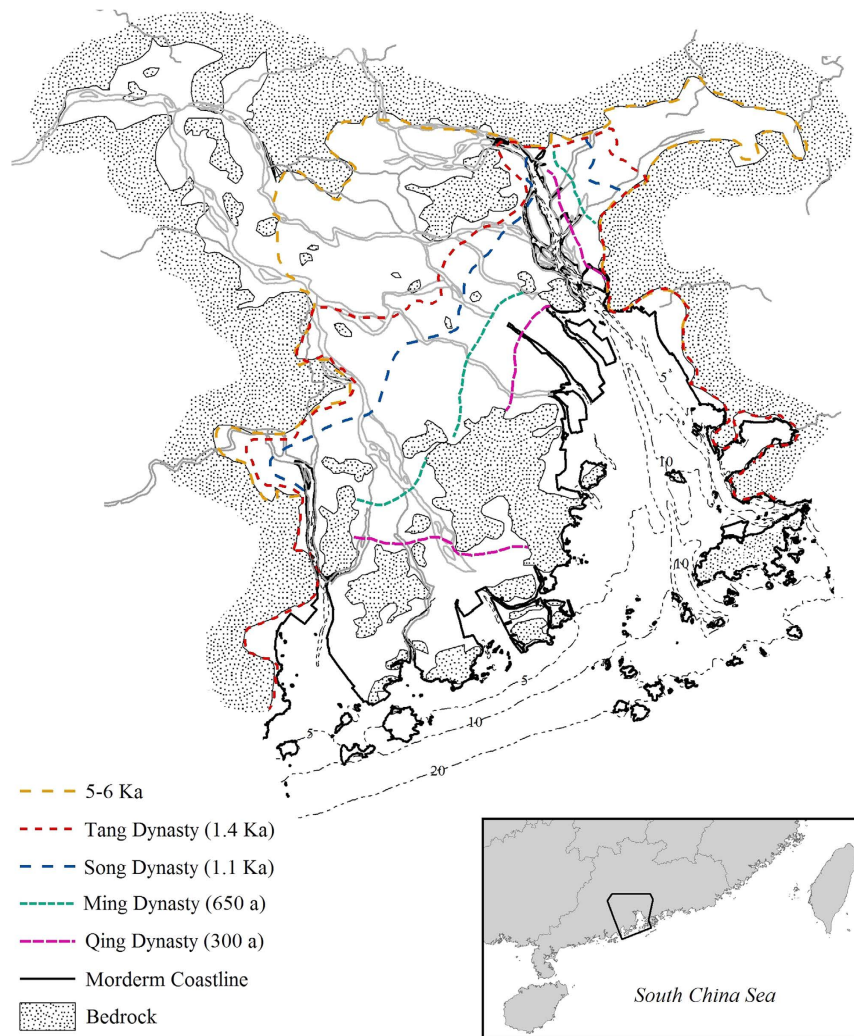 5
10
10
5
10
5
20
5-6 Ka
Tang Dynasty (1.4 Ka)
Song Dynasty (1.1 Ka)
Ming Dynasty (650 a)
Qing Dynasty (300 a)
Morderm Coastline
Bedrock
South China Sea